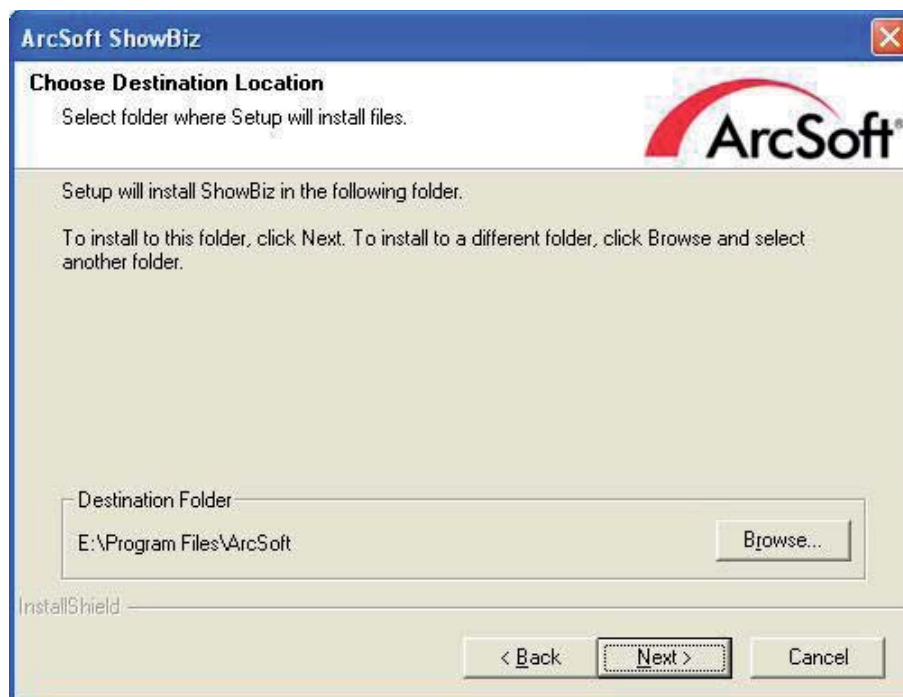 ArcSoft ShowBiz
Choose Destination Location
Select folder where Setup will install files.
ArcSoft®
Setup will install ShowBiz in the following folder.
To install to this folder, click Next. To install to a different folder, click Browse and select
another folder.
Destination Folder
E:\Program Files\ArcSoft
Browse...
InstallShield
< Back
Next >
Cancel